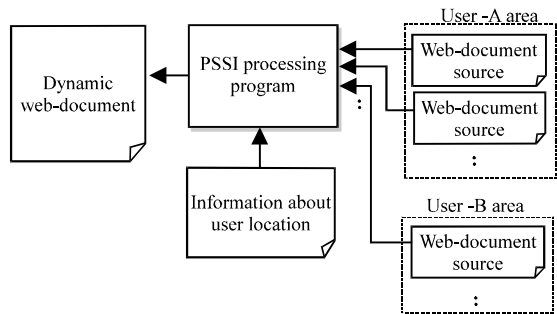 User -A area
Web-document
source
Web-document
source
:
Dynamic
web-document
PSSI processing
program
:
Information about
user location
User -B area
Web-document
source
: